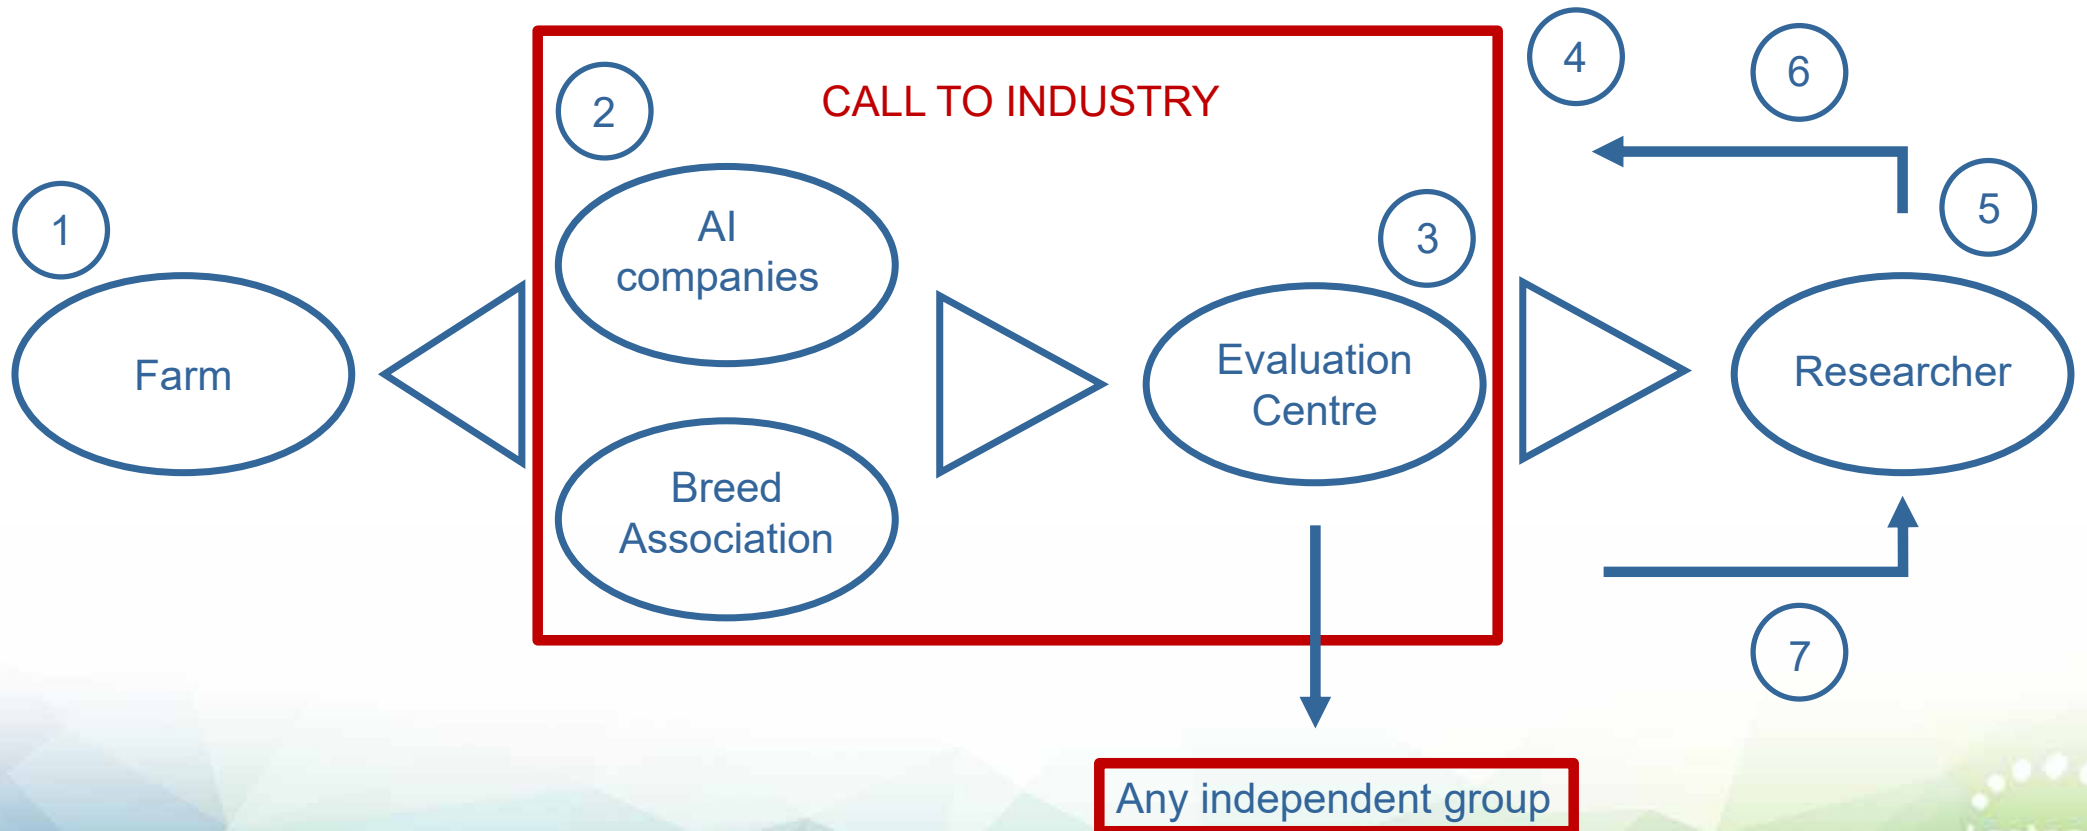 4
6
2
CALL TO INDUSTRY
1
AI
companies
3
5
Farm
Evaluation
Centre
Researcher
Breed
Association
7
Any independent group